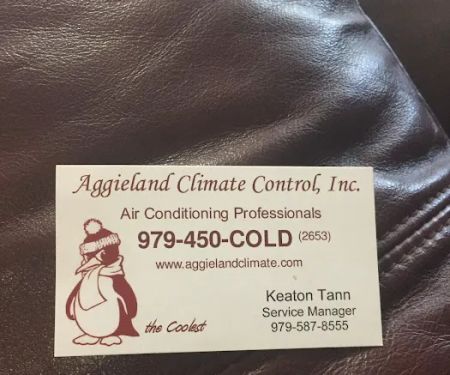 Aggieland Climate Control, Inc.
Air Conditioning Professionals
979-450-COLD (2653)
www.aggielandclimate.com
Keaton Tann
Service Manager
979-587-8555
the Coolest